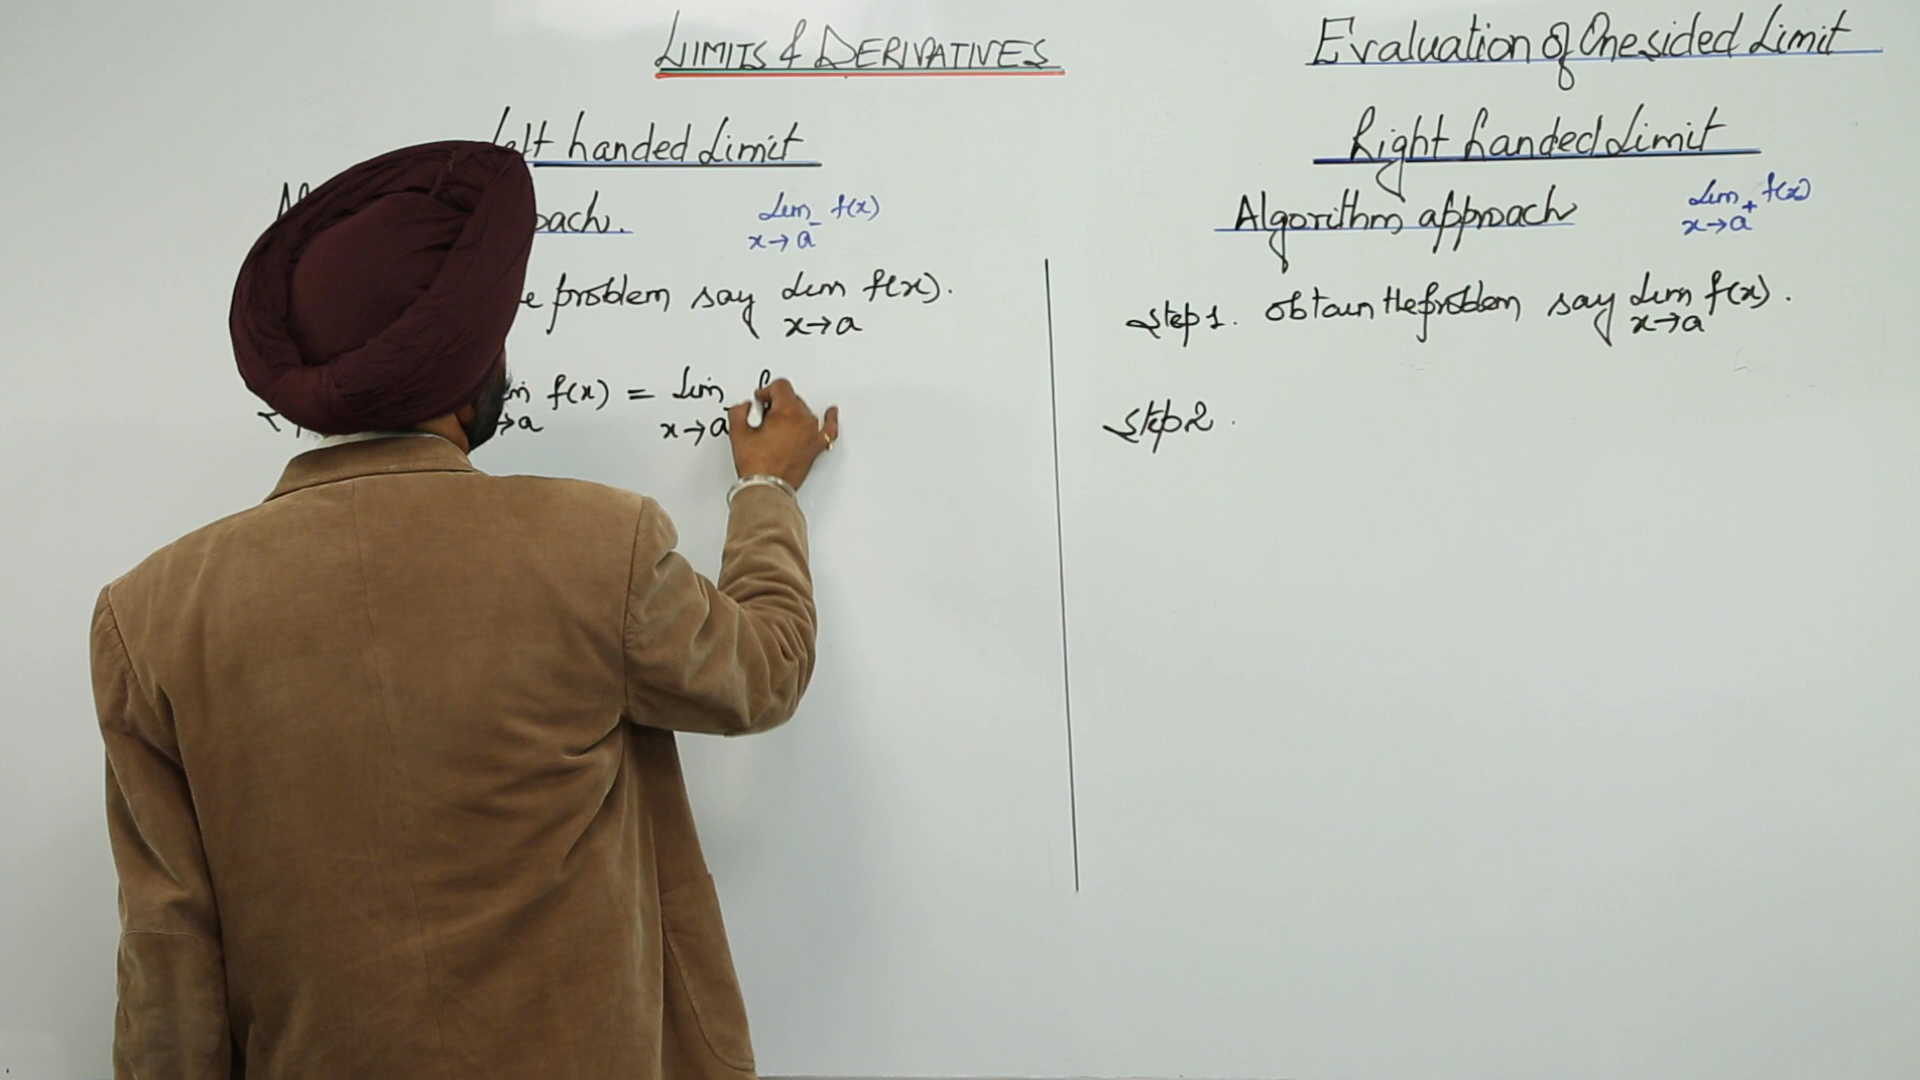 LIMITS & DERIVATIVES
Evaluation of One sided Limit
Left handed Limit
Lim f(x)
x→a⁻
problem say Lim f(x).
x→a
f(x) = Lim
→a x→a
Right handed Limit
Algorithm approach
Lim f(x)
x→a⁺
Step 1. obtain the problem say Lim f(x).
x→a
Step 2.